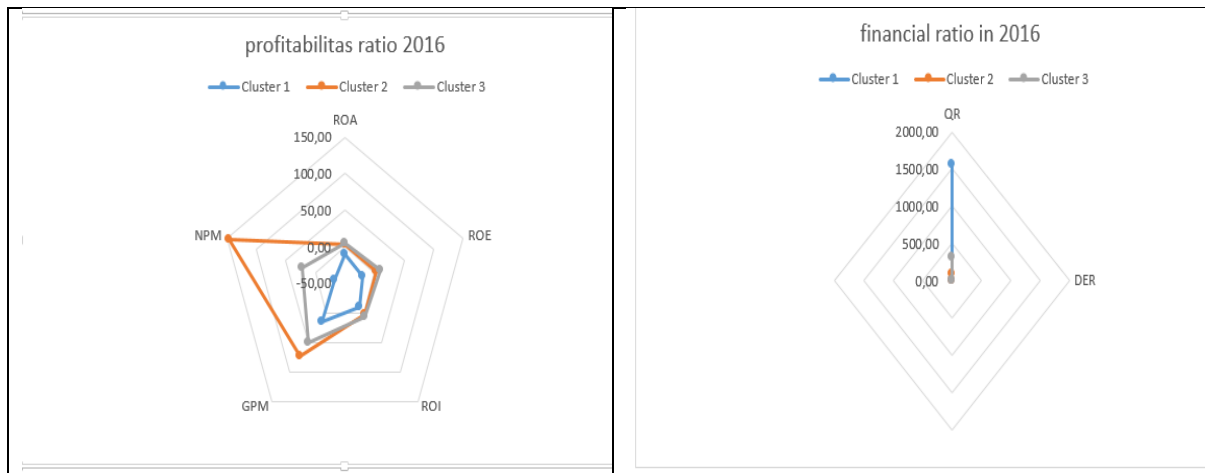 profitabilitas ratio 2016
Cluster 1 Cluster 2 Cluster 3
ROA
150,00
100,00
50,00
0,00
-50,00
NPM
ROE
GPM
ROI
financial ratio in 2016
Cluster 1 Cluster 2 Cluster 3
QR
2000,00
1500,00
1000,00
500,00
0,00
DER